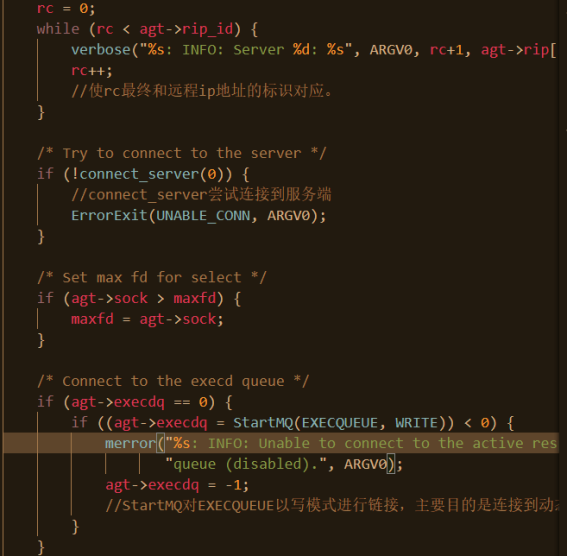 rc = 0;
while (rc < agt->rip_id) {
verbose("%s: INFO: Server %d: %s", ARGV0, rc+1, agt->rip[
rc++;
//使rc最终和远程ip地址的标识对应。
}
/* Try to connect to the server */
if (!connect_server(0)) {
//connect_server尝试连接到服务端
ErrorExit(UNABLE_CONN, ARGV0);
}
/* Set max fd for select */
if (agt->sock > maxfd) {
maxfd = agt->sock;
}
/* Connect to the execd queue */
if (agt->execdq == 0) {
if ((agt->execdq = StartMQ(EXECQUEUE, WRITE)) < 0) {
merror("%s: INFO: Unable to connect to the active res
"queue (disabled).", ARGV0);
agt->execdq = -1;
//StartMQ对EXECQUEUE以写模式进行链接，主要目的是连接到动态
}
}